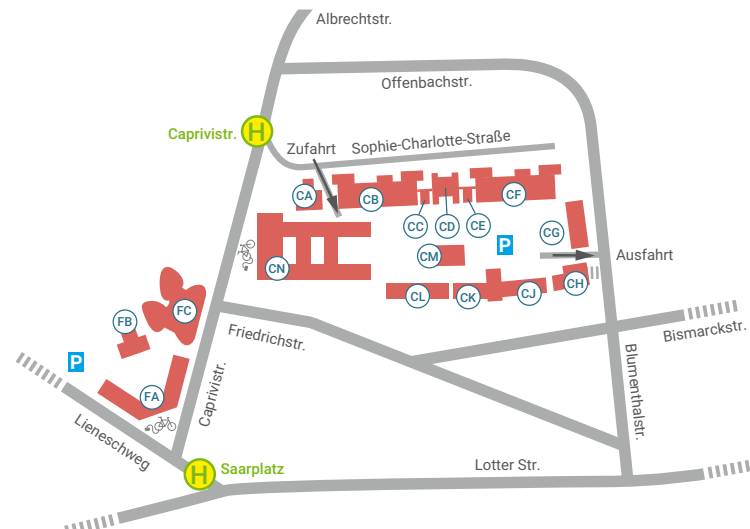 Albrechtstr.
Offenbachstr.
Caprivistr.
H
Zufahrt
Sophie-Charlotte-Straße
CA
CB
CF
CC
CD
CE
CG
P
CM
Ausfahrt
CN
CH
CL
CK
CJ
FC
FB
Friedrichstr.
Bismarckstr.
P
Blumenthalstr.
FA
Caprivistr.
Lieneschweg
H
Saarplatz
Lotter Str.